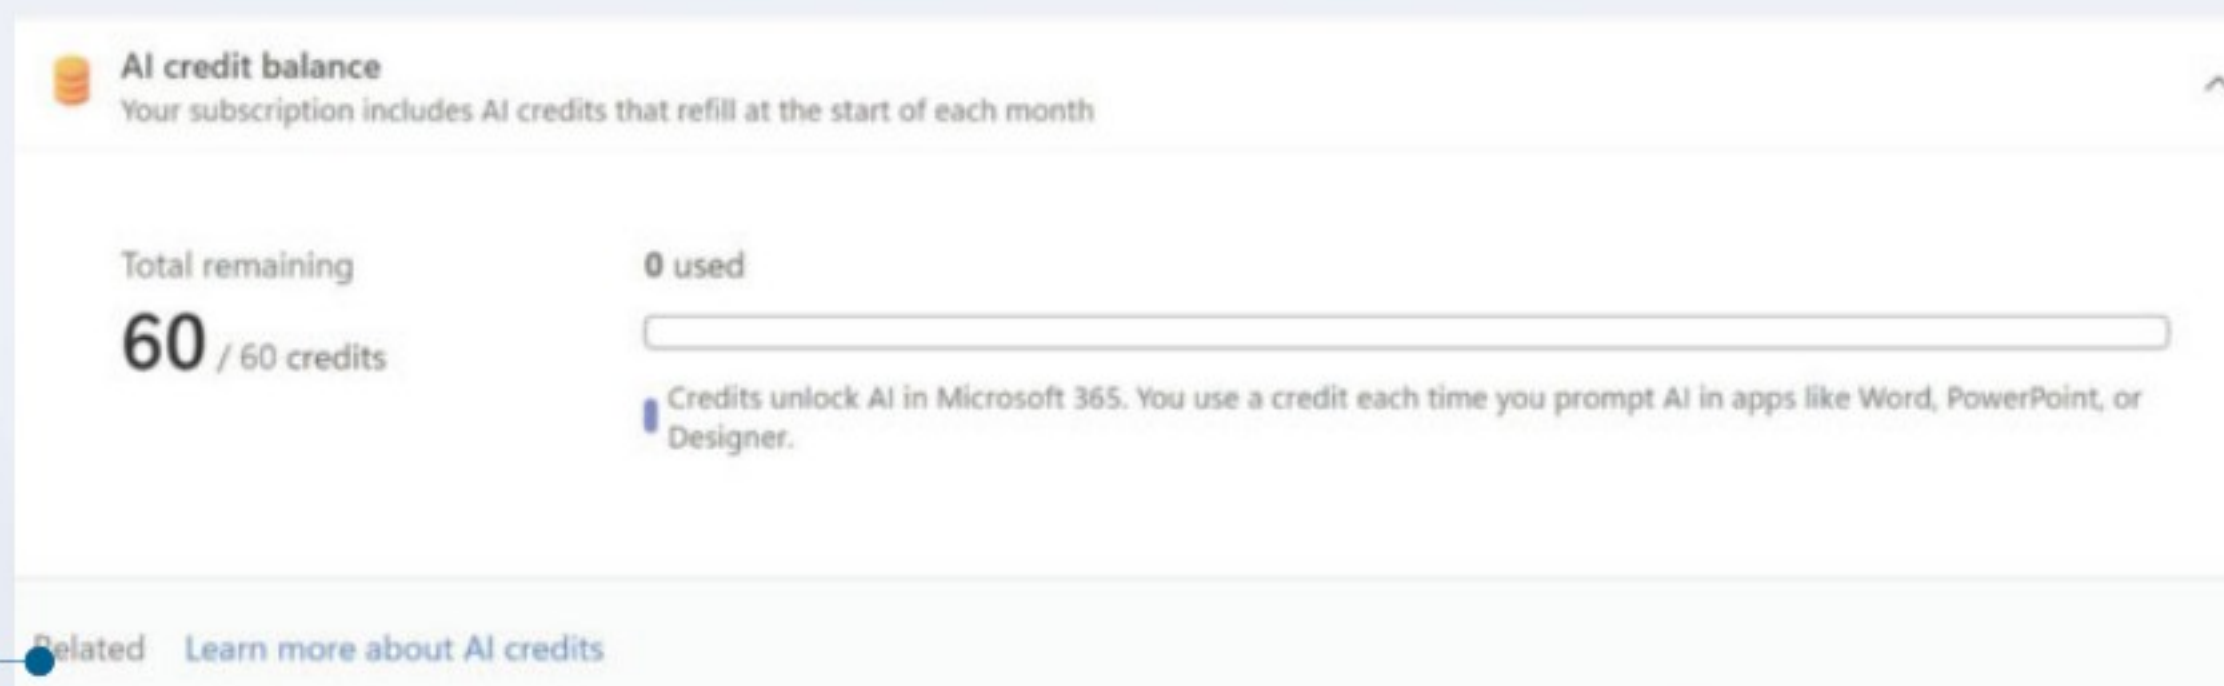 AI credit balance
Your subscription includes AI credits that refill at the start of each month
Total remaining
60 / 60 credits
0 used
Credits unlock AI in Microsoft 365. You use a credit each time you prompt AI in apps like Word, PowerPoint, or
Designer.
Related Learn more about AI credits